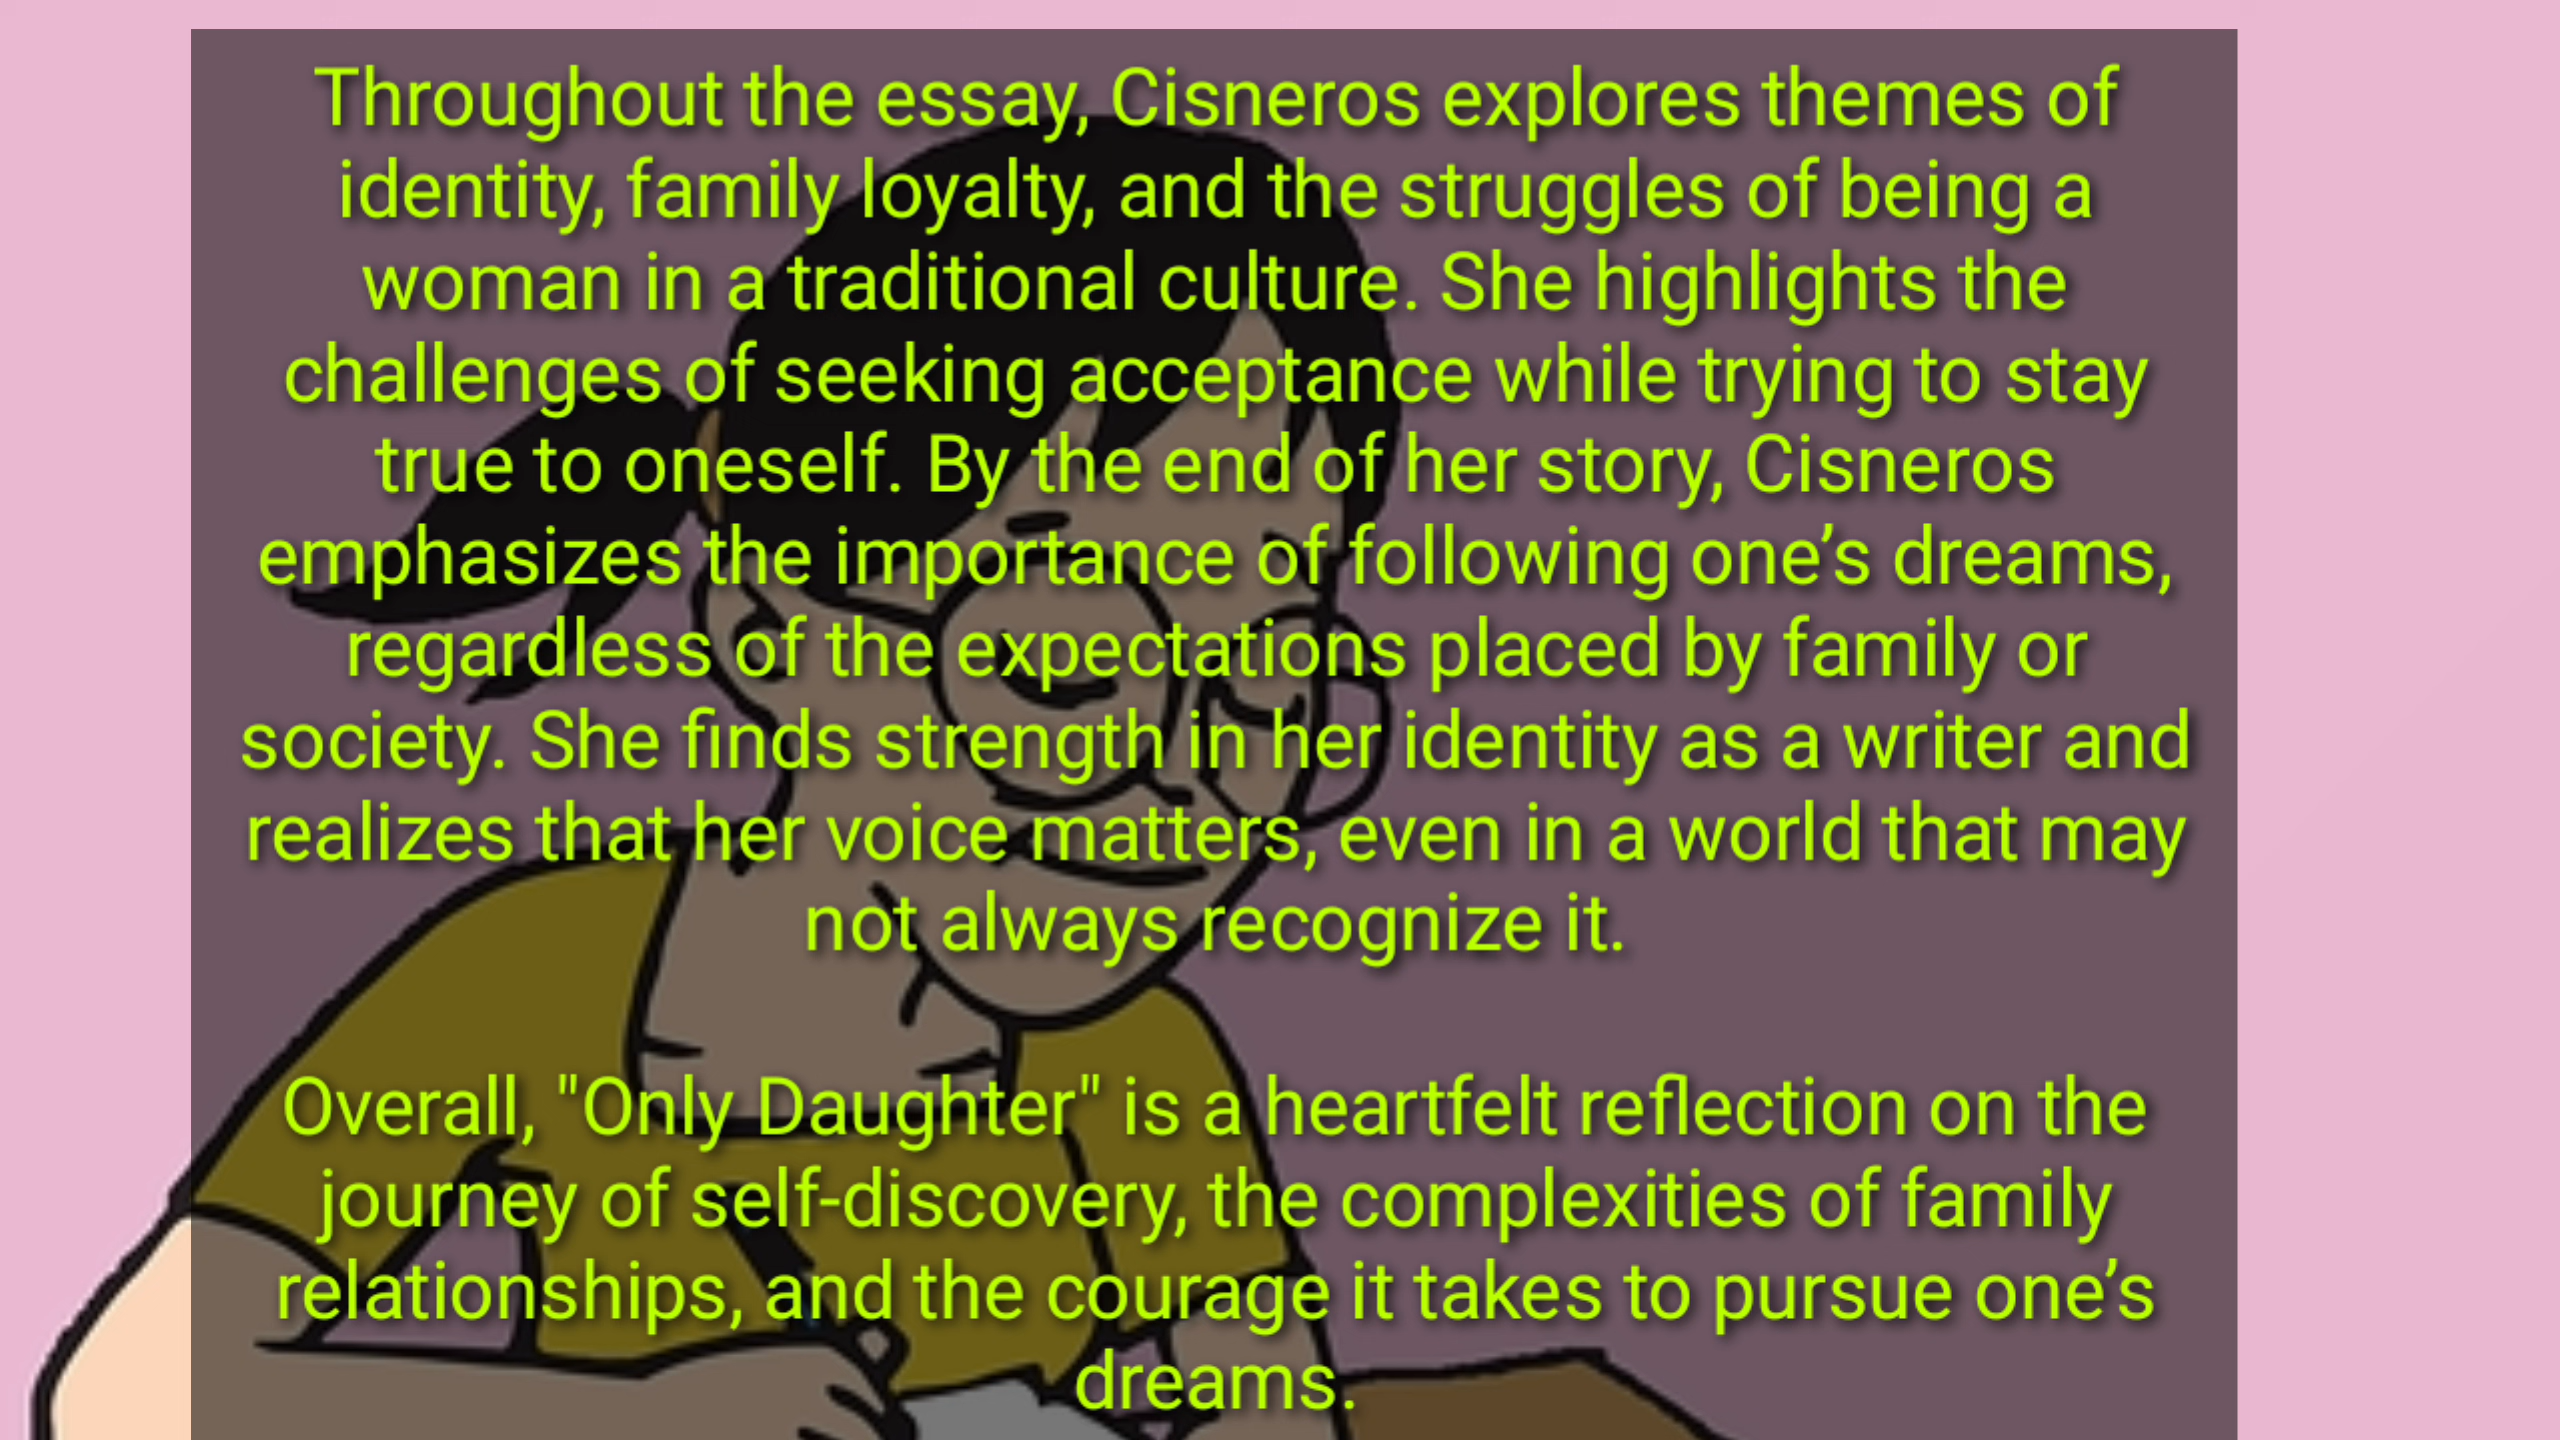 Throughout the essay, Cisneros explores themes of
identity, family loyalty, and the struggles of being a
woman in a traditional culture. She highlights the
challenges of seeking acceptance while trying to stay
true to oneself. By the end of her story, Cisneros
emphasizes the importance of following one’s dreams,
regardless of the expectations placed by family or
society. She finds strength in her identity as a writer and
realizes that her voice matters, even in a world that may
not always recognize it.
Overall, "Only Daughter" is a heartfelt reflection on the
journey of self-discovery, the complexities of family
relationships, and the courage it takes to pursue one’s
dreams.